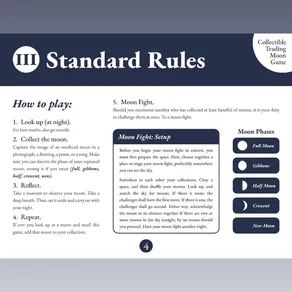 III Standard Rules
Collectible
Trading
Moon
Game
How to play:
1. Look up (at night).
For best results, also go outside.
2. Collect the moon.
Capture the image of an overhead moon in a
photograph, a drawing, a poem, or a song. Make
sure you can discern the phase of your captured
moon, noting it if you must (full, gibbous,
half, crescent, new).
3. Reflect.
Take a moment to observe your moon. Take a
deep breath. Then, set it aside and carry on with
your night.
4. Repeat.
If ever you look up at a moon and recall this
game, add that moon to your collection.
5. Moon Fight.
Should you encounter another who has collected at least handful of moons, it is your duty
to challenge them at once. To a moon fight.
Moon Fight: Setup
Before you begin your moon fight in earnest, you
must first prepare the space. First, choose together a
place to stage your moon fight, preferably somewhere
you can see the sky.
Introduce to each other your collections. Clear a
space, and then shuffle your moons. Look up, and
search the sky for moons. If there is none, the
challenger shall have the first move. If there is one, the
challenged shall go second. Either way, acknowledge
the moon or its absence together. If there are two or
more moons in the sky tonight, by no means should
you proceed. Have your moon fight another night.
Moon Phases
Full Moon
Gibbous
Half Moon
Crescent
New Moon
4